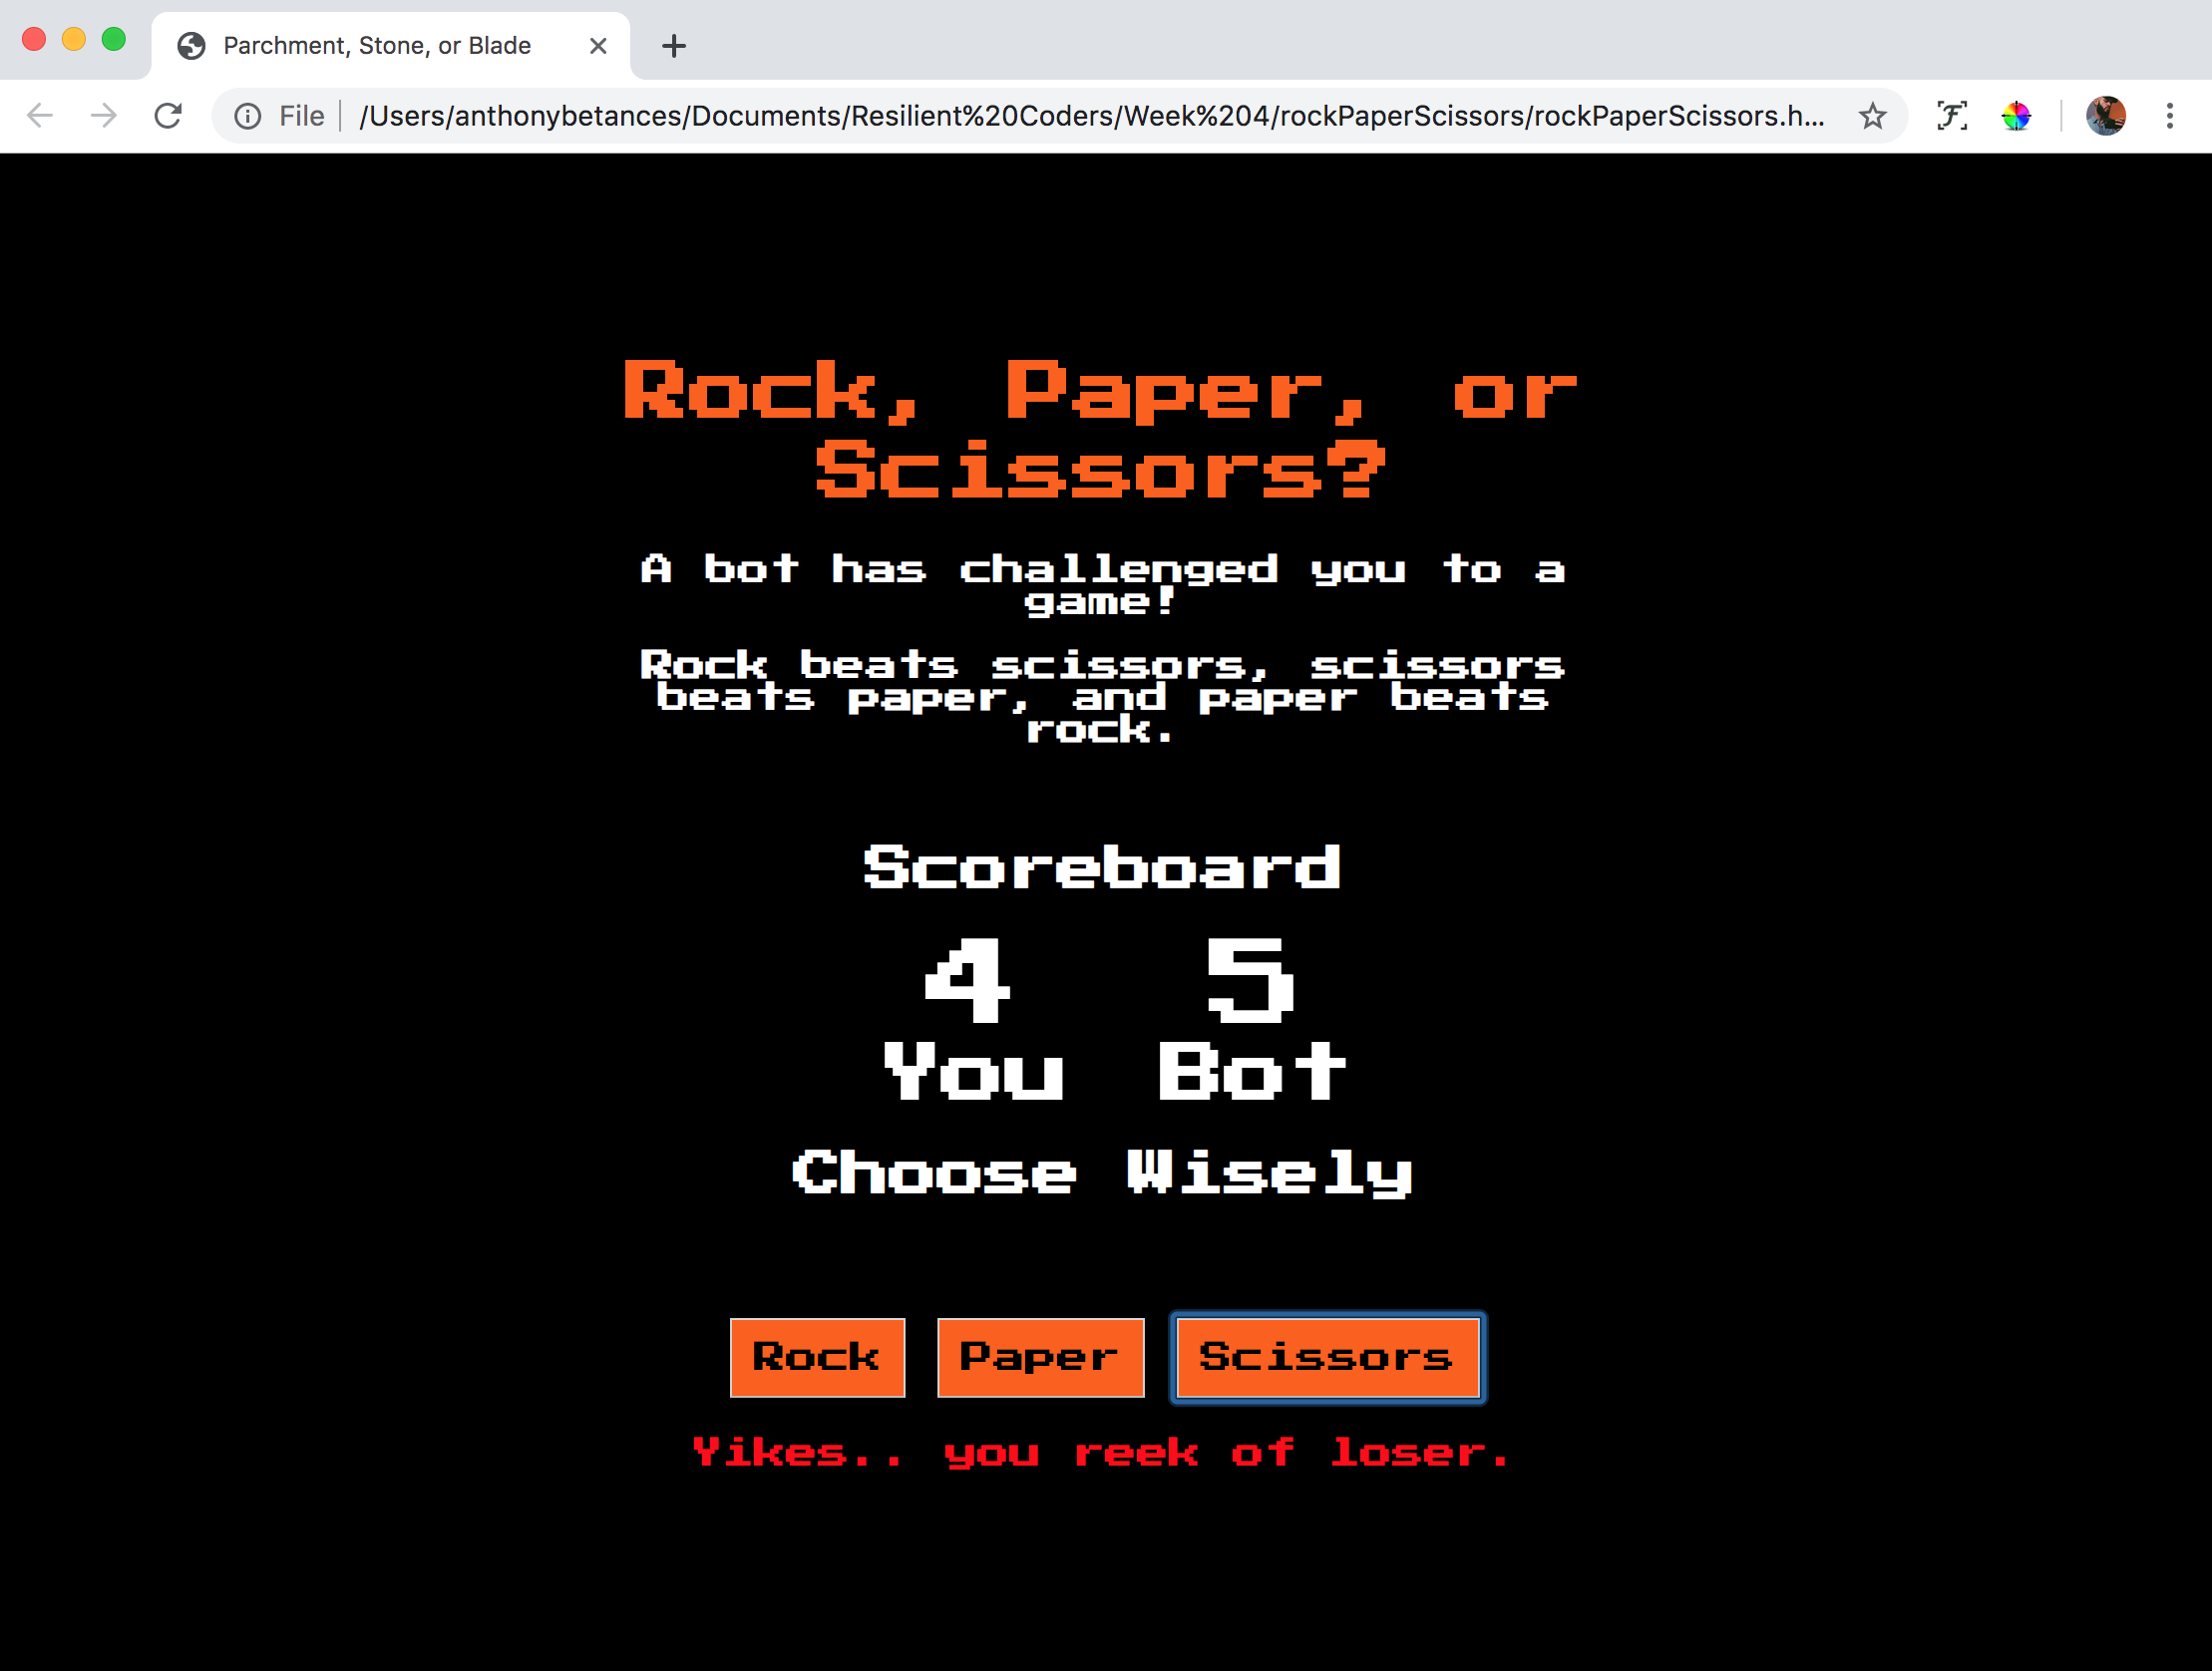 Parchment, Stone, or Blade
File /Users/anthonybetances/Documents/Resilient%20Coders/Week%204/rockPaperScissors/rockPaperScissors.h...
Rock, Paper, or
Scissors?
A bot has challenged you to a
game!
Rock beats scissors, scissors
beats paper, and paper beats
rock.
Scoreboard
4 5
You Bot
Choose Wisely
Rock Paper Scissors
Yikes.. you reek of loser.